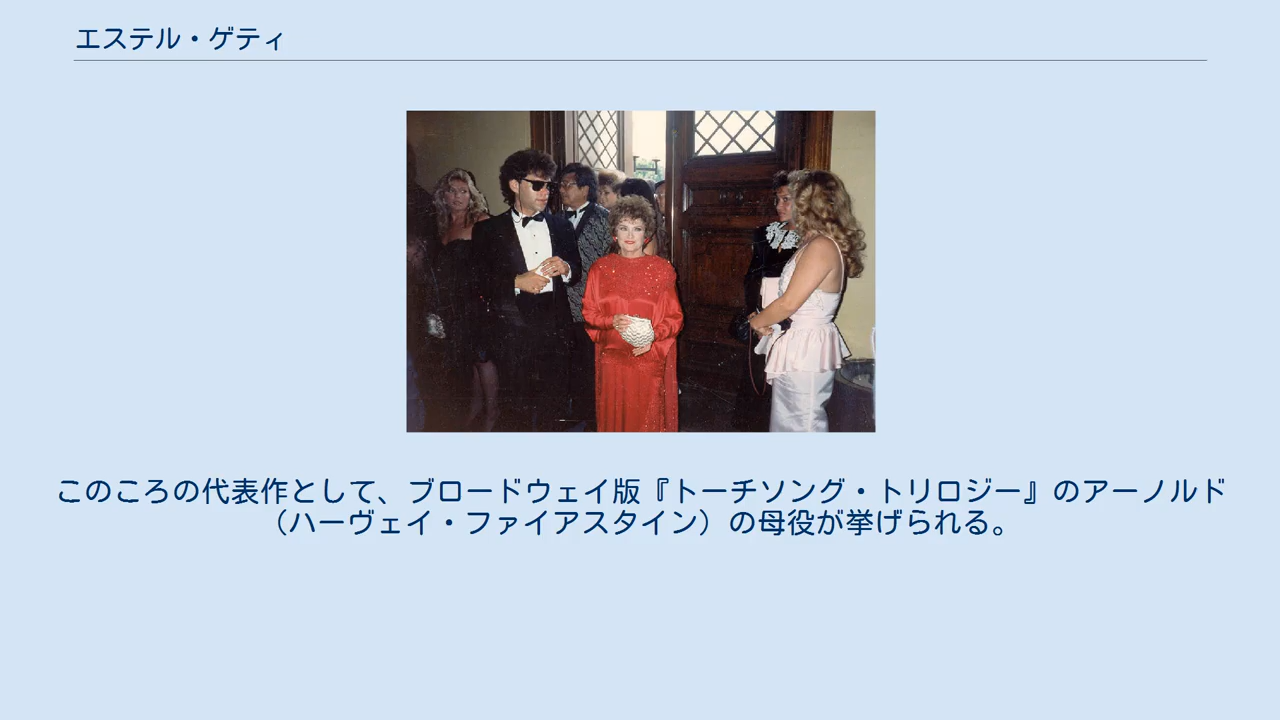 エステル・ゲティ
このころの代表作として、ブロードウェイ版『トーチソング・トリロジー』のアーノルド
（ハーヴェイ・ファイアスタイン）の母役が挙げられる。